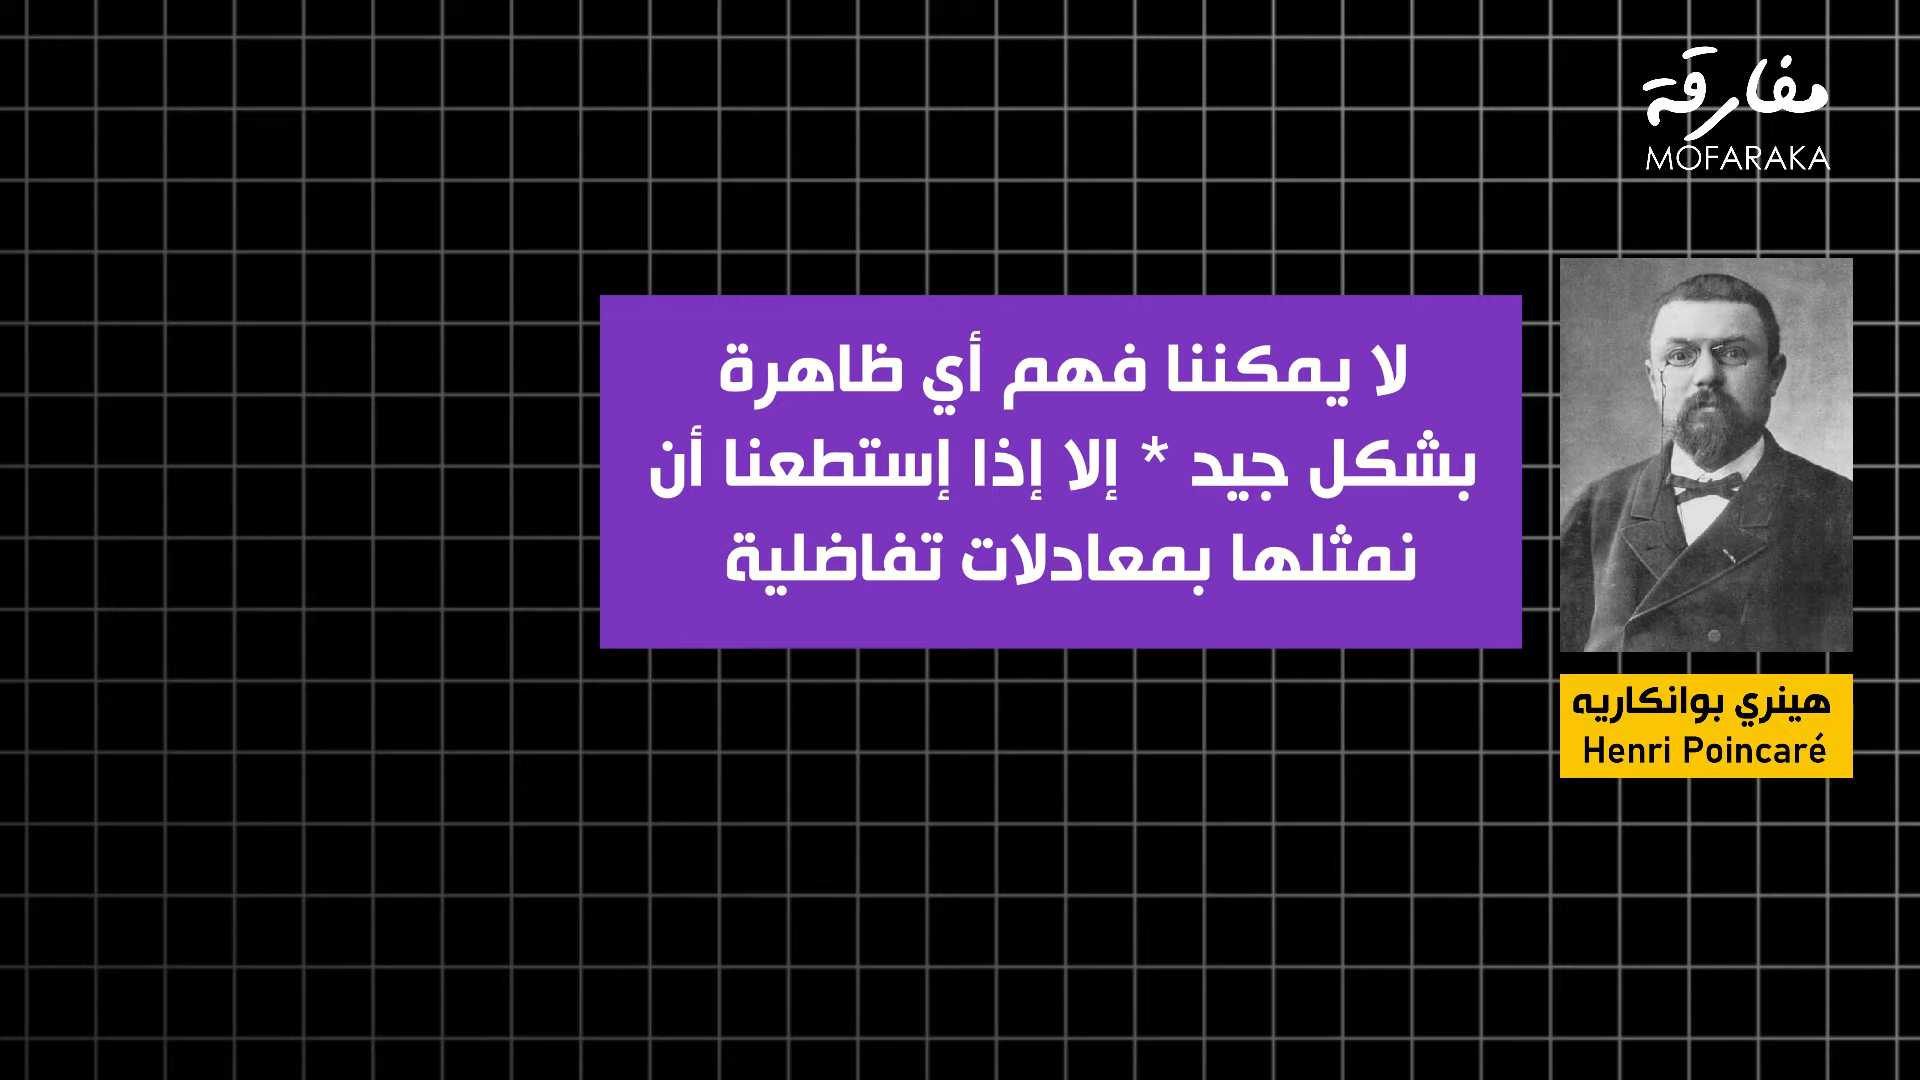 مفارقة
MOFARAKA
لا يمكننا فهم أي ظاهرة
بشكل جيد * إلا إذا إستطعنا أن
نمثلها بمعادلات تفاضلية
هينري بوانكاريه
Henri Poincaré